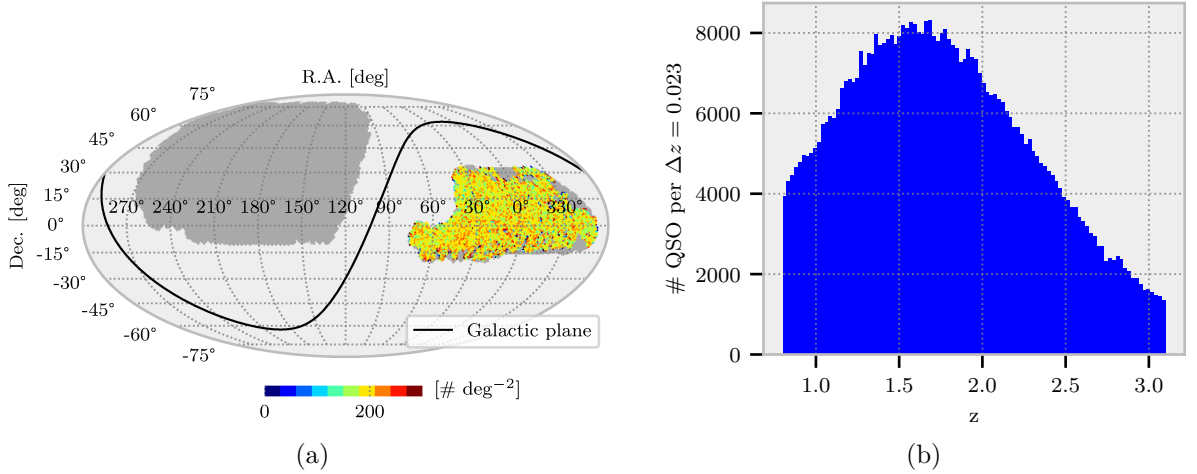 R.A. [deg]
75°
60°
45°
30°
15°
0°
-15°
-30°
-45°
-60°
-75°
Dec. [deg]
270° 240° 210° 180° 150° 120° 90° 60° 30° 0° 330°
Galactic plane
[# deg⁻²]
0 200
(a)
# QSO per Δz = 0.023
8000
6000
4000
2000
0
1.0 1.5 2.0 2.5 3.0
z
(b)